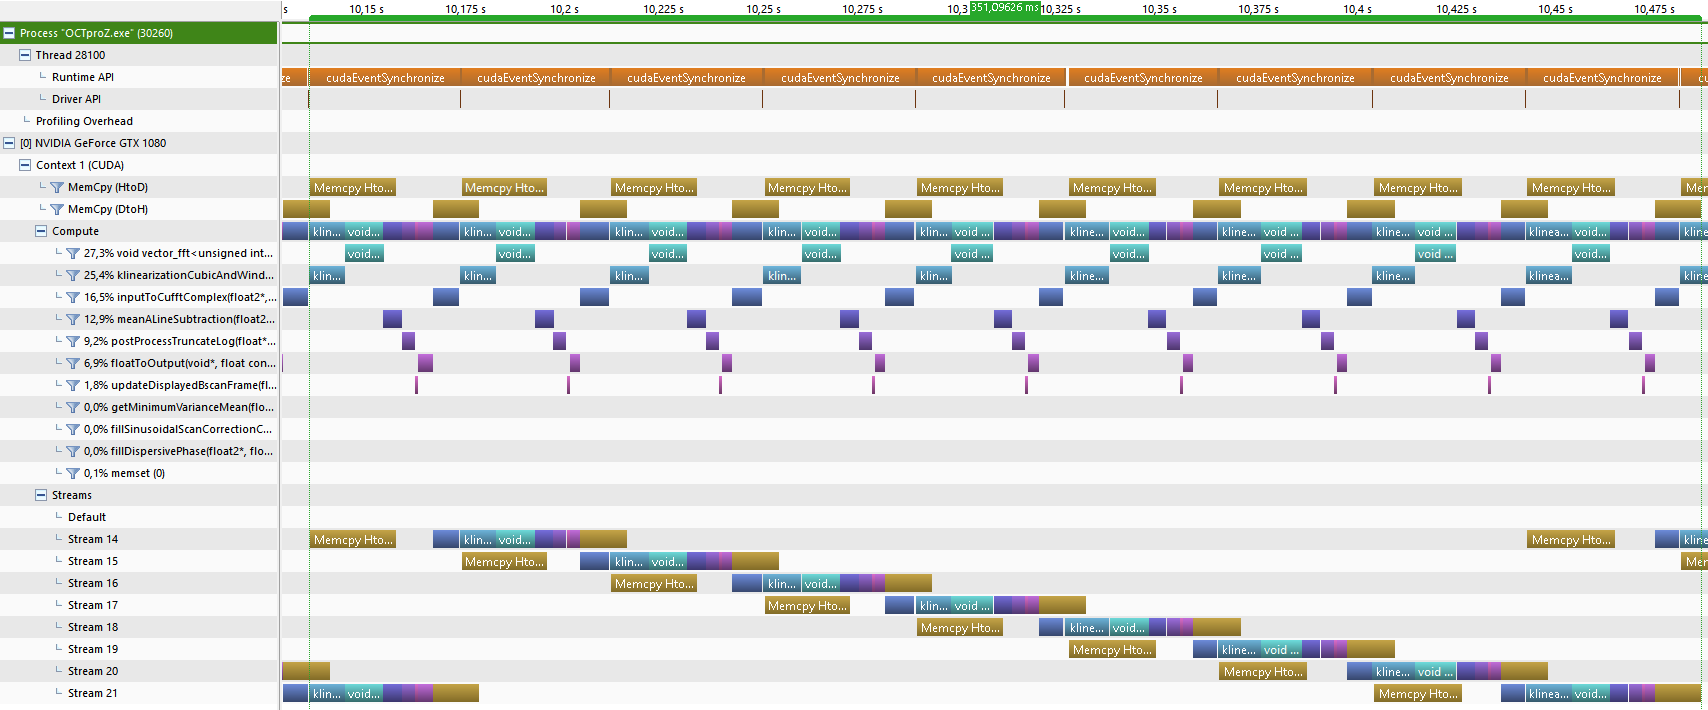 s 10,15 s 10,175 s 10,2 s 10,225 s 10,25 s 10,275 s 10,3 351,09626 ms 10,325 s 10,35 s 10,375 s 10,4 s 10,425 s 10,45 s 10,475 s
Process "OCTproZ.exe" (30260)
Thread 28100
Runtime API ze cudaEventSynchronize cudaEventSynchronize cudaEventSynchronize cudaEventSynchronize cudaEventSynchronize cudaEventSynchronize cudaEventSynchronize cudaEventSynchronize cudaEventSynchronize cu
Driver API
Profiling Overhead
[0] NVIDIA GeForce GTX 1080
Context 1 (CUDA)
MemCpy (HtoD) Memcpy Hto... Memcpy Hto... Memcpy Hto... Memcpy Hto... Memcpy Hto... Memcpy Hto... Memcpy Hto... Memcpy Hto... Memcpy Hto... Mer
MemCpy (DtoH)
Compute klin... void... klin... void... klin... void... klin... void... klin... void ... kline... void... kline... void ... kline... void ... klinea... void... kline
27,3% void vector_fft<unsigned int... void... void... void... void... void ... void... void ... void ... void...
25,4% klinearizationCubicAndWind... klin... klin... klin... klin... klin... kline... kline... kline... klinea... kline
16,5% inputToCufftComplex(float2*,...
12,9% meanALineSubtraction(float2...
9,2% postProcessTruncateLog(float*...
6,9% floatToOutput(void*, float con...
1,8% updateDisplayedBscanFrame(fl...
0,0% getMinimumVarianceMean(flo...
0,0% fillSinusoidalScanCorrectionC...
0,0% fillDispersivePhase(float2*, flo...
0,1% memset (0)
Streams
Default
Stream 14 Memcpy Hto... klin... void... Memcpy Hto... kline
Stream 15 Memcpy Hto... klin... void... Mer
Stream 16 Memcpy Hto... klin... void...
Stream 17 Memcpy Hto... klin... void ...
Stream 18 Memcpy Hto... kline... void...
Stream 19 Memcpy Hto... kline... void ...
Stream 20 Memcpy Hto... kline... void ...
Stream 21 klin... void... Memcpy Hto... klinea... void...